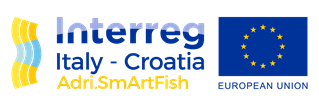 Interreg
Italy - Croatia
Adri.SmArtFish
EUROPEAN UNION